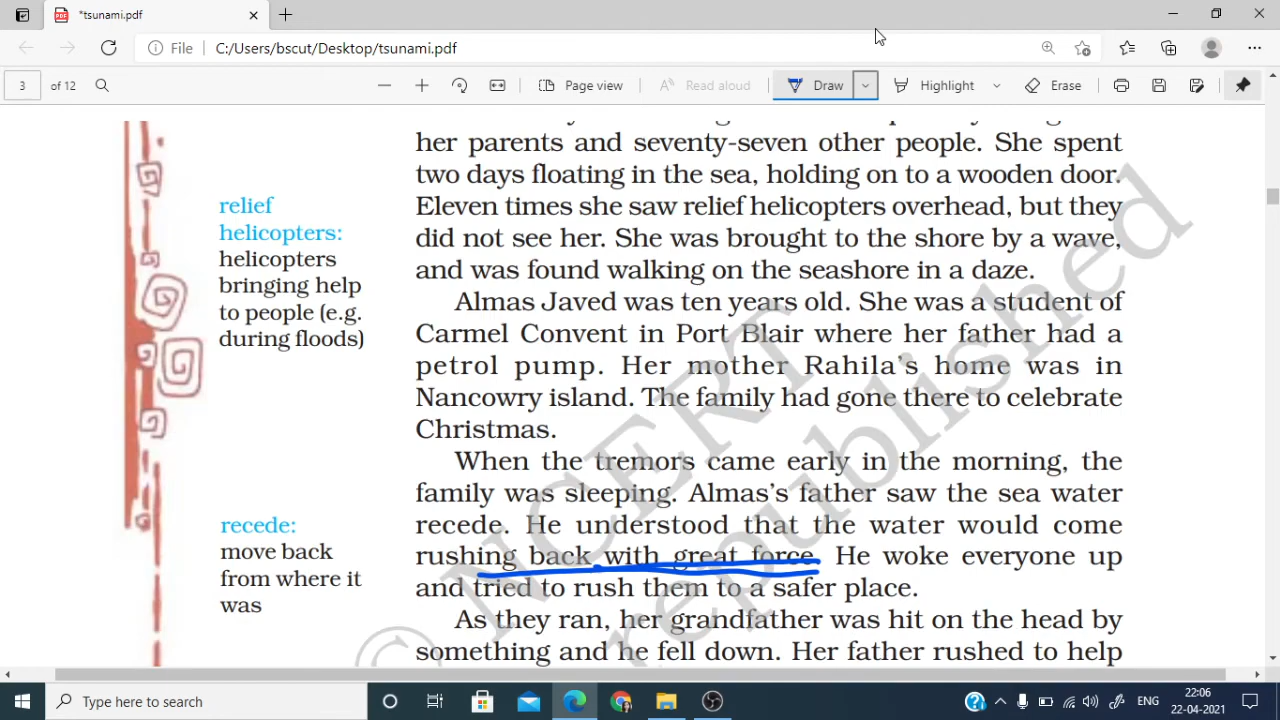 *tsunami.pdf
File C:/Users/bscut/Desktop/tsunami.pdf
3 of 12 Page view Read aloud Draw Highlight Erase
her parents and seventy-seven other people. She spent
two days floating in the sea, holding on to a wooden door.
Eleven times she saw relief helicopters overhead, but they
did not see her. She was brought to the shore by a wave,
and was found walking on the seashore in a daze.
relief
helicopters:
helicopters
bringing help
to people (e.g.
during floods)
Almas Javed was ten years old. She was a student of
Carmel Convent in Port Blair where her father had a
petrol pump. Her mother Rahila's home was in
Nancowry island. The family had gone there to celebrate
Christmas.
When the tremors came early in the morning, the
family was sleeping. Almas's father saw the sea water
recede. He understood that the water would come
rushing back with great force. He woke everyone up
and tried to rush them to a safer place.
recede:
move back
from where it
was
As they ran, her grandfather was hit on the head by
something and he fell down. Her father rushed to help
© NCERT
republished
Type here to search
ENG
22:06
22-04-2021